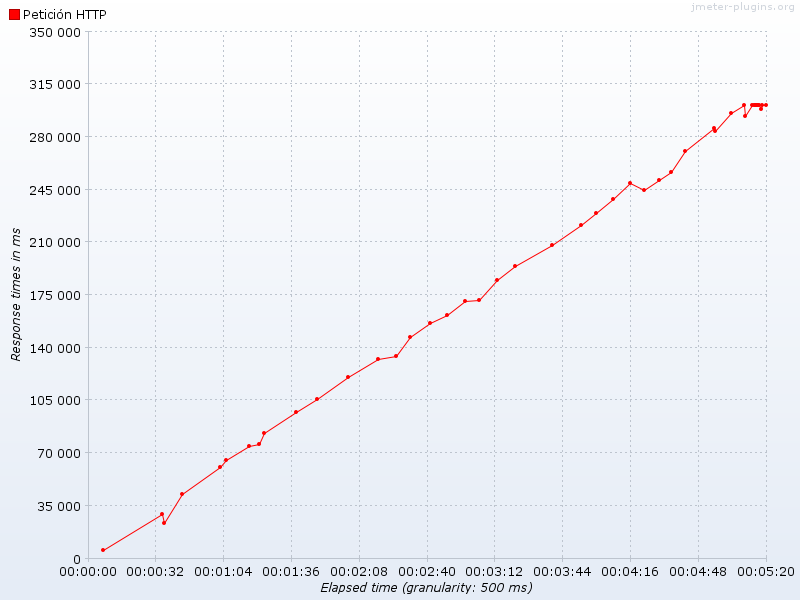 jmeter-plugins.org
Petición HTTP
350 000
315 000
280 000
245 000
210 000
175 000
140 000
105 000
70 000
35 000
0
Response times in ms
00:00:00 00:00:32 00:01:04 00:01:36 00:02:08 00:02:40 00:03:12 00:03:44 00:04:16 00:04:48 00:05:20
Elapsed time (granularity: 500 ms)